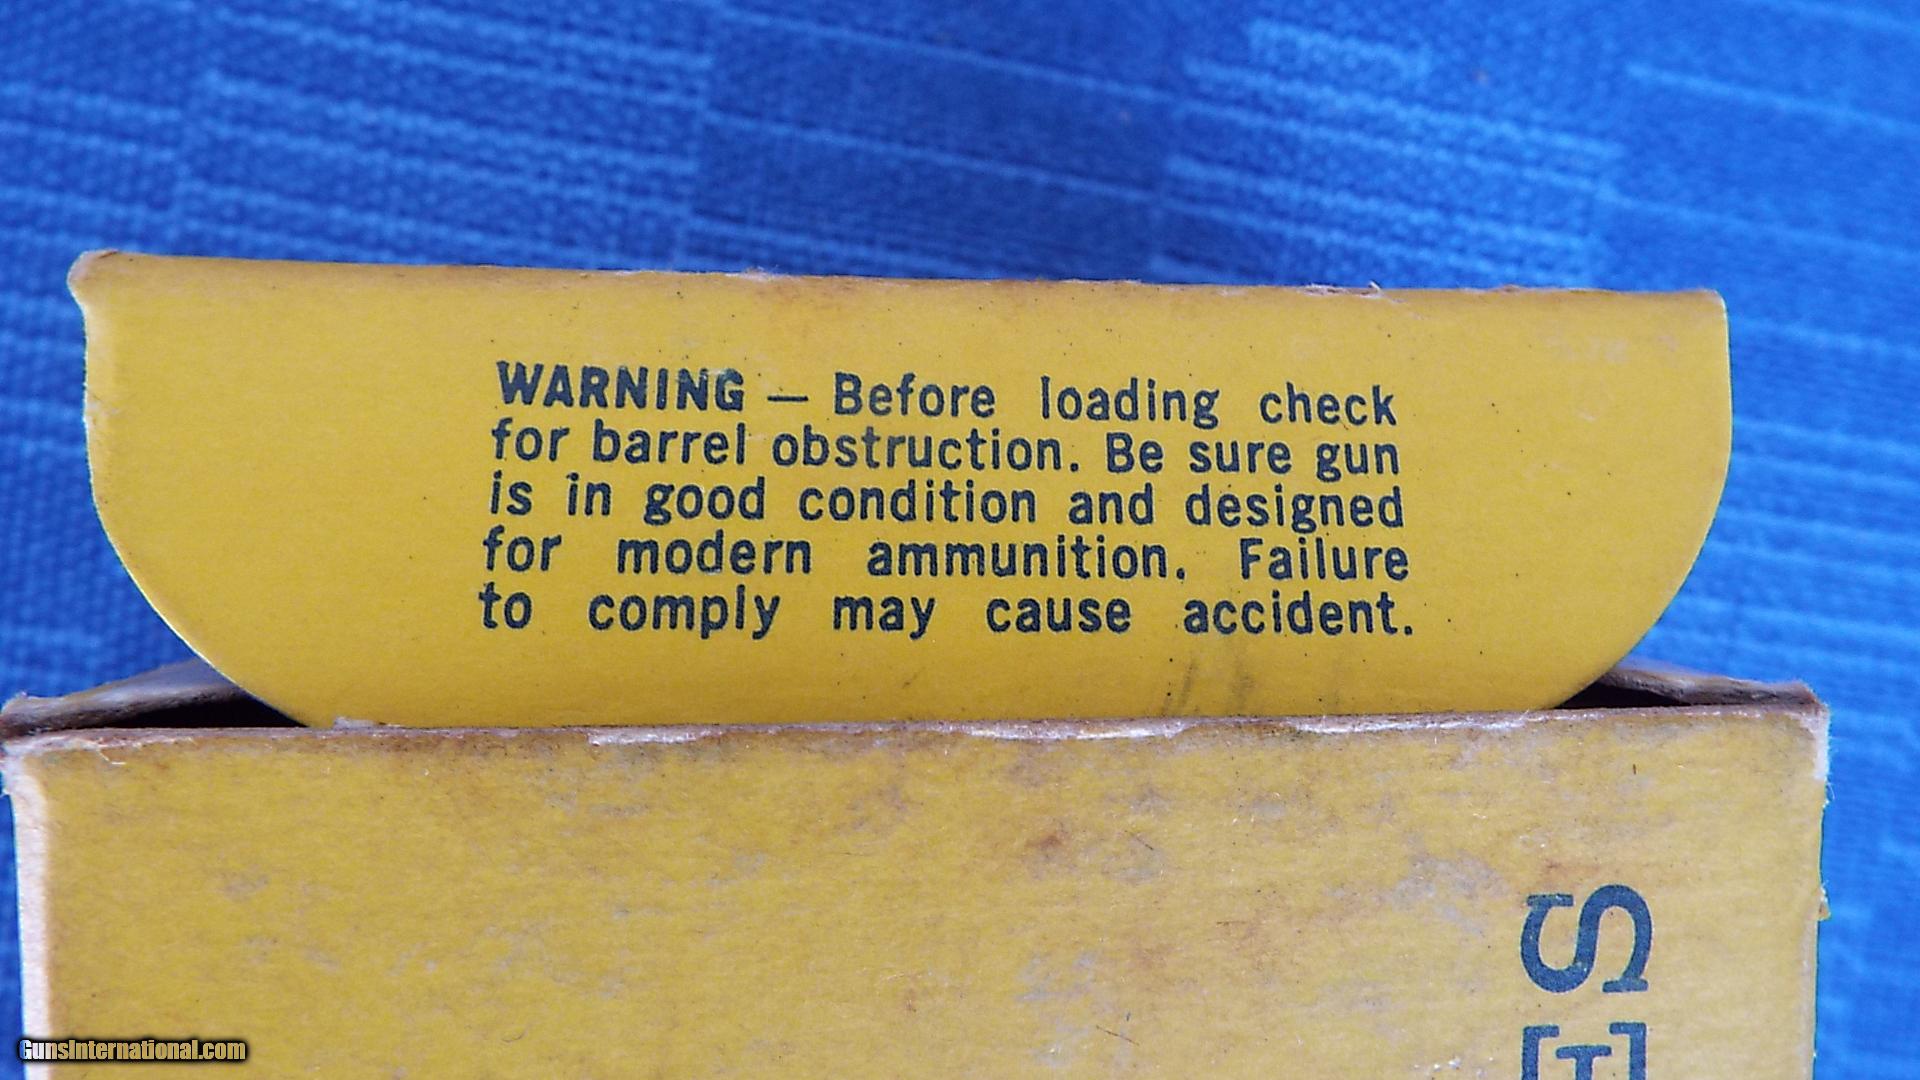 WARNING — Before loading check
for barrel obstruction. Be sure gun
is in good condition and designed
for modern ammunition. Failure
to comply may cause accident.
ES
GunsInternational.com